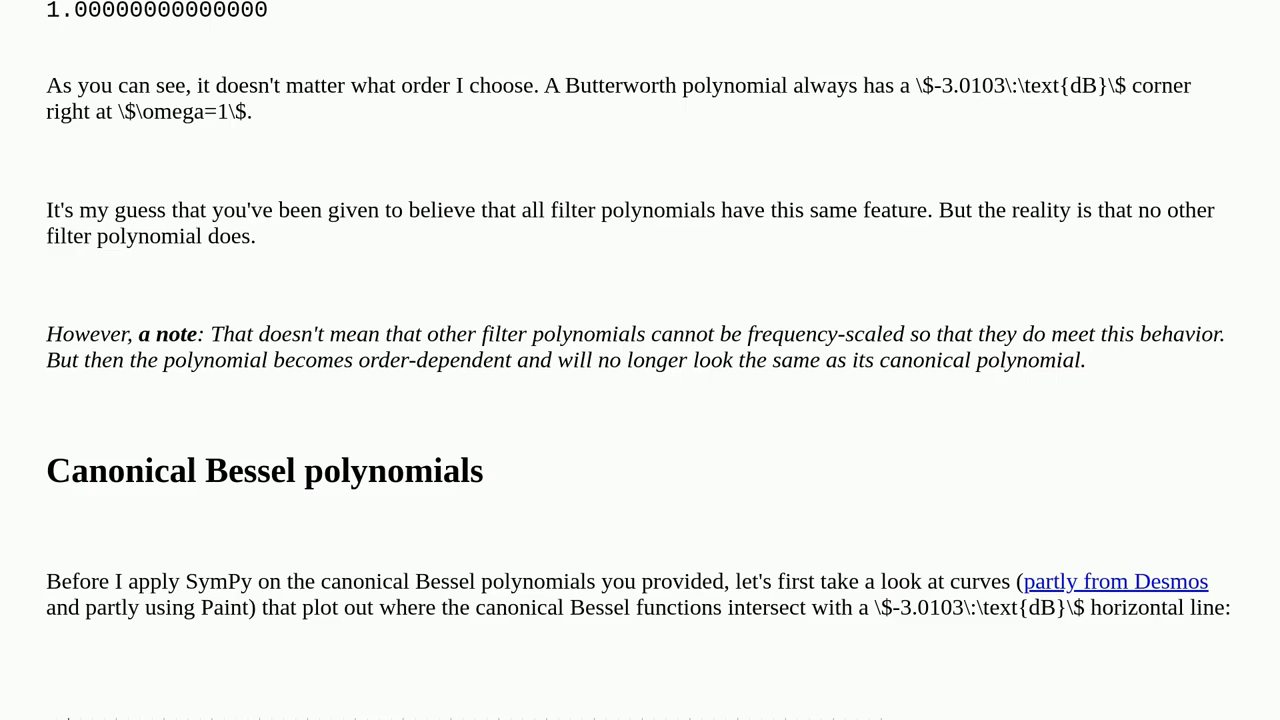 1.00000000000000
As you can see, it doesn't matter what order I choose. A Butterworth polynomial always has a \$-3.0103\:\text{dB}\$ corner
right at \$\omega=1\$.
It's my guess that you've been given to believe that all filter polynomials have this same feature. But the reality is that no other
filter polynomial does.
However, a note: That doesn't mean that other filter polynomials cannot be frequency-scaled so that they do meet this behavior.
But then the polynomial becomes order-dependent and will no longer look the same as its canonical polynomial.
Canonical Bessel polynomials
Before I apply SymPy on the canonical Bessel polynomials you provided, let's first take a look at curves (partly from Desmos
and partly using Paint) that plot out where the canonical Bessel functions intersect with a \$-3.0103\:\text{dB}\$ horizontal line: